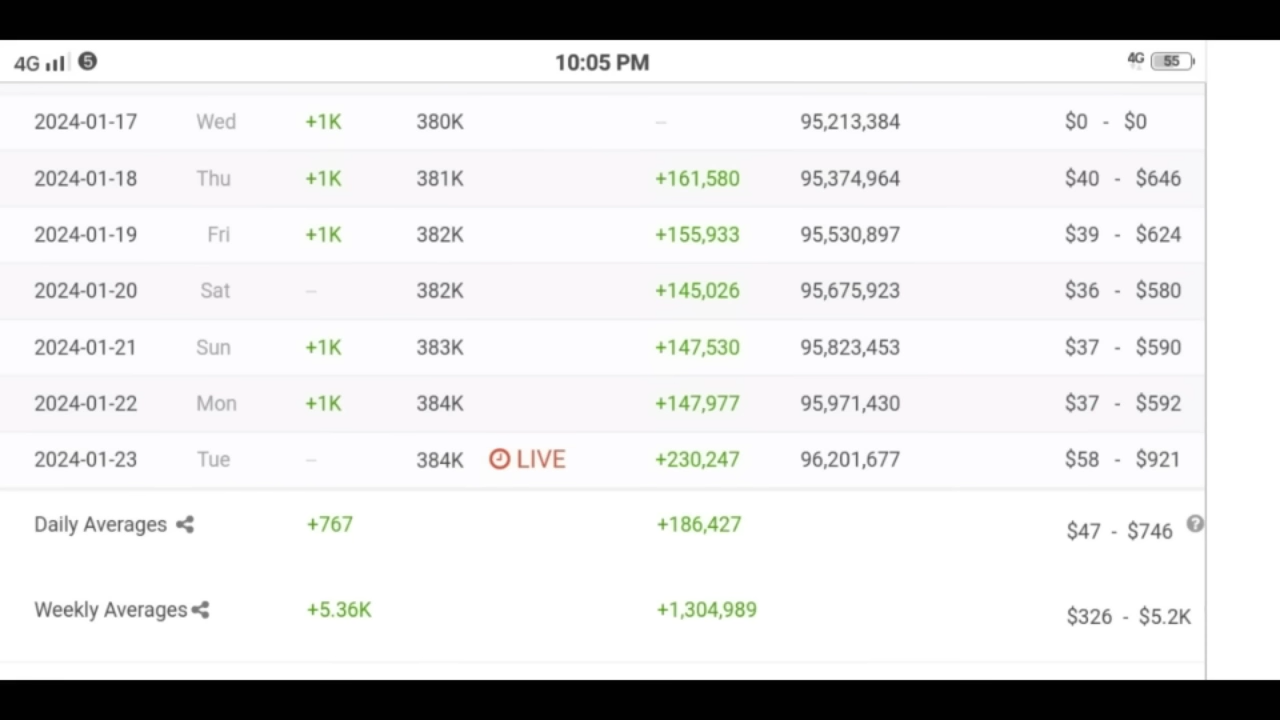 4G 5 10:05 PM 4G 55
2024-01-17 Wed +1K 380K -- 95,213,384 $0 - $0
2024-01-18 Thu +1K 381K +161,580 95,374,964 $40 - $646
2024-01-19 Fri +1K 382K +155,933 95,530,897 $39 - $624
2024-01-20 Sat -- 382K +145,026 95,675,923 $36 - $580
2024-01-21 Sun +1K 383K +147,530 95,823,453 $37 - $590
2024-01-22 Mon +1K 384K +147,977 95,971,430 $37 - $592
2024-01-23 Tue -- 384K LIVE +230,247 96,201,677 $58 - $921
Daily Averages +767 +186,427 $47 - $746 ?
Weekly Averages +5.36K +1,304,989 $326 - $5.2K